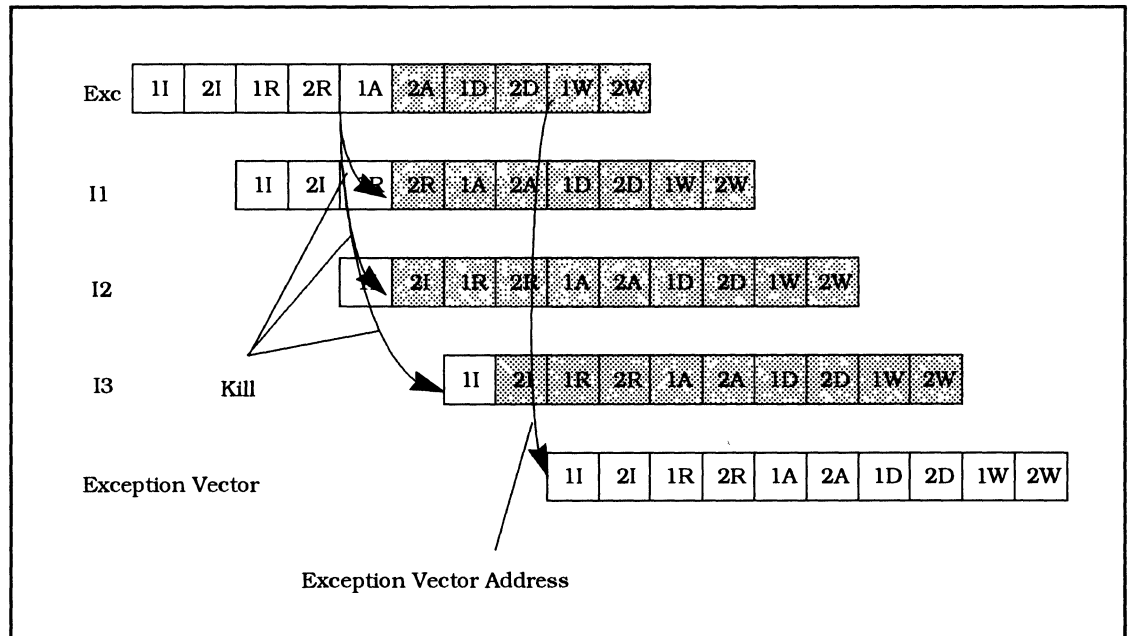 Exc 1I 2I 1R 2R 1A 2A 1D 2D 1W 2W
I1 1I 2I 1R 2R 1A 2A 1D 2D 1W 2W
I2 2I 1R 2R 1A 2A 1D 2D 1W 2W
I3 1I 2I 1R 2R 1A 2A 1D 2D 1W 2W
Kill
Exception Vector 1I 2I 1R 2R 1A 2A 1D 2D 1W 2W
Exception Vector Address